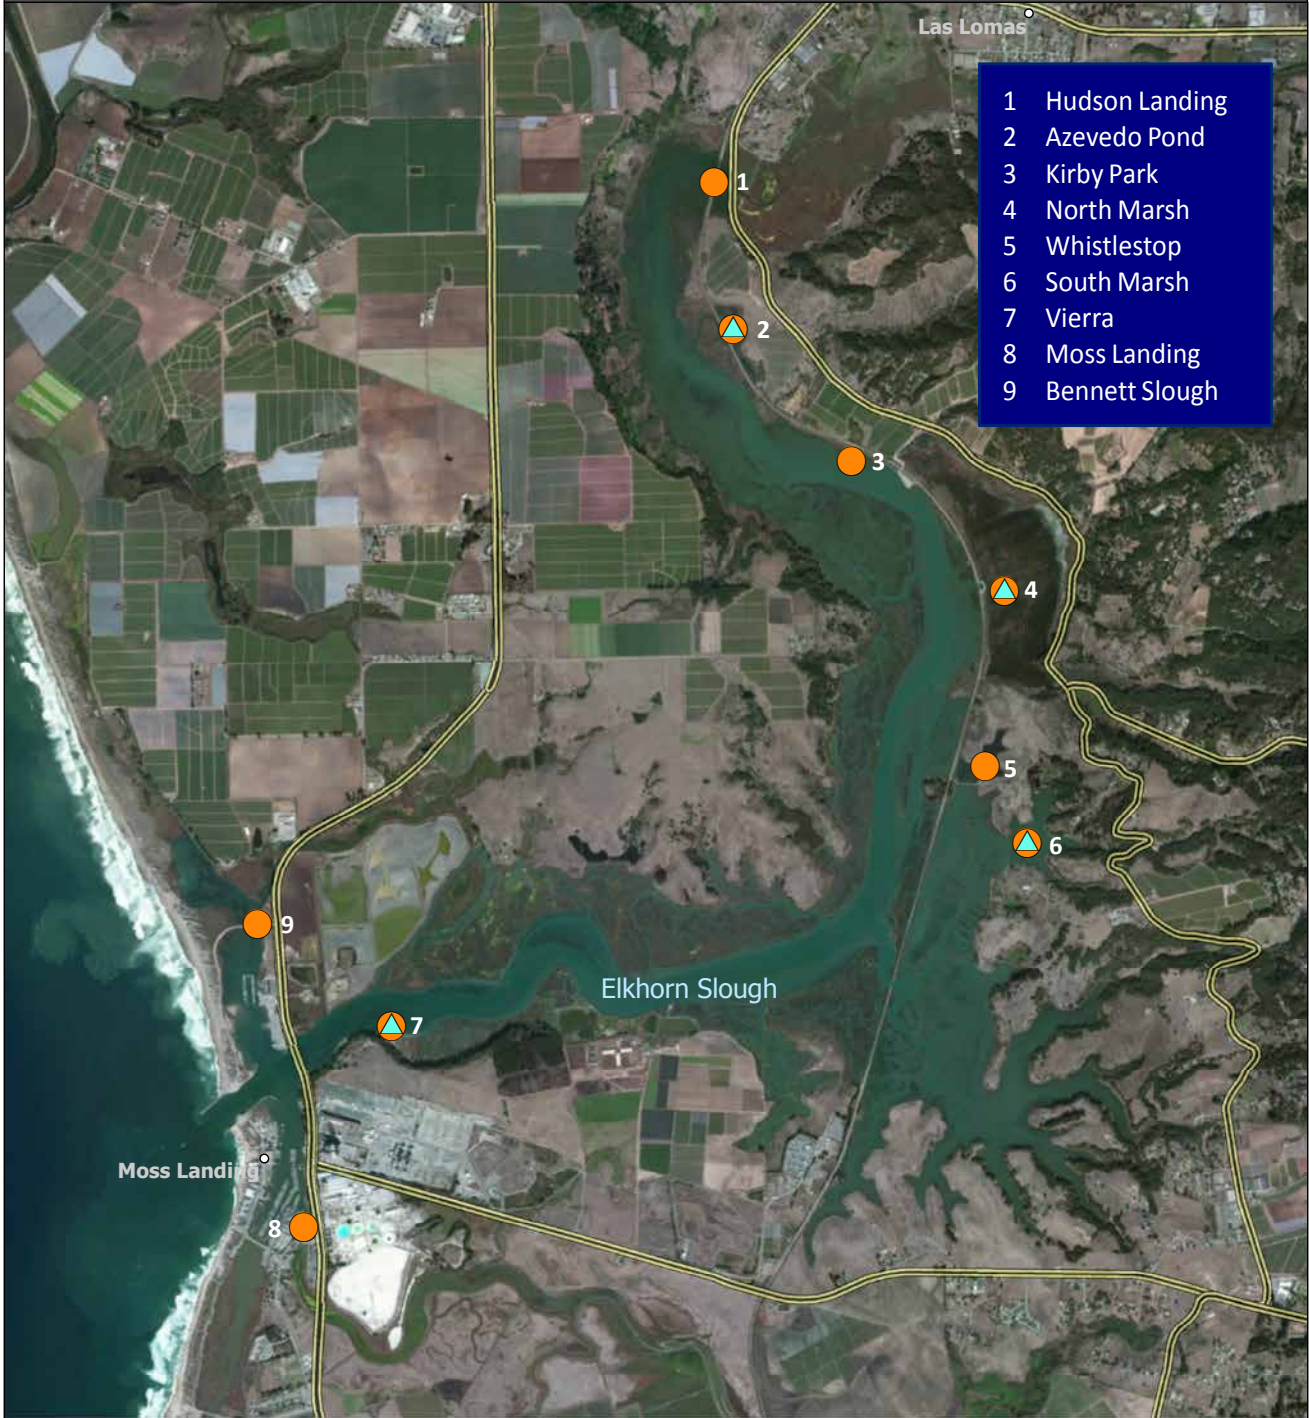 Las Lomas
1 Hudson Landing
2 Azevedo Pond
3 Kirby Park
4 North Marsh
5 Whistlestop
6 South Marsh
7 Vierra
8 Moss Landing
9 Bennett Slough
1
2
3
4
5
6
9
Elkhorn Slough
7
Moss Landing
8